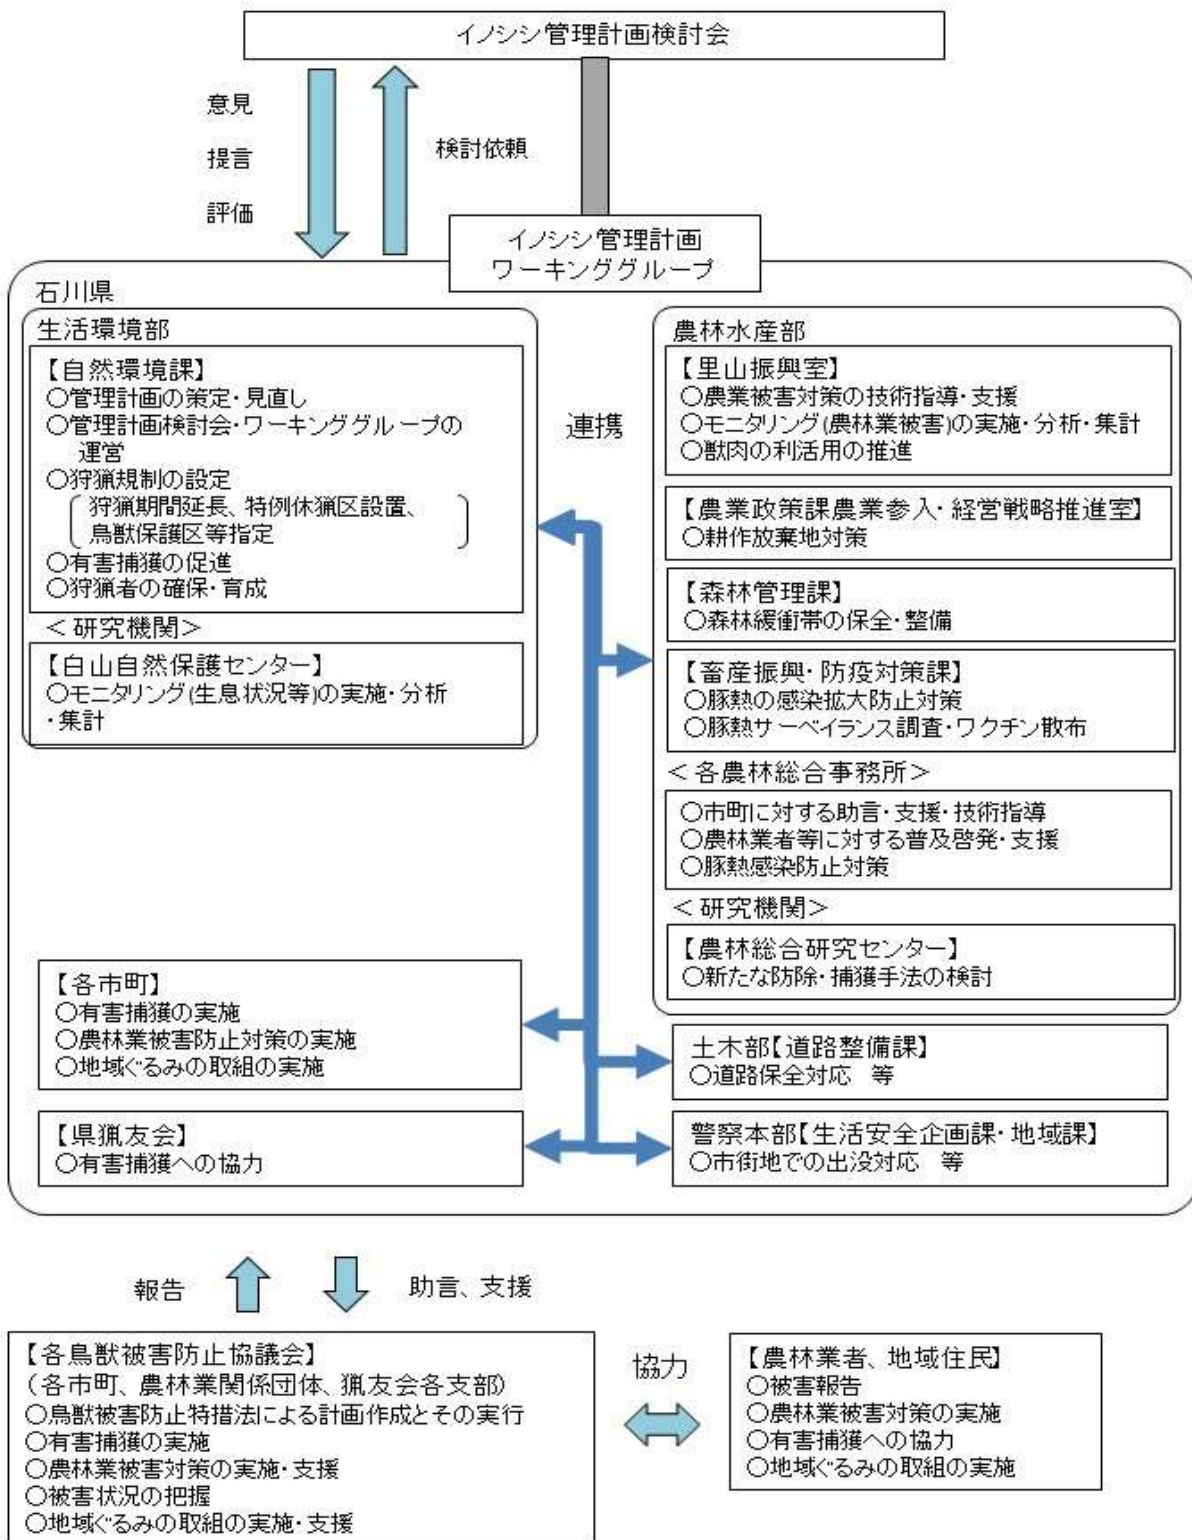 イノシシ管理計画検討会
意見
提言
評価
検討依頼
イノシシ管理計画
ワーキンググループ
石川県
生活環境部
【自然環境課】
○管理計画の策定・見直し
○管理計画検討会・ワーキンググループの
運営
○狩猟規制の設定
狩猟期間延長、特例休猟区設置、
鳥獣保護区等指定
○有害捕獲の促進
○狩猟者の確保・育成
＜研究機関＞
【白山自然保護センター】
○モニタリング(生息状況等)の実施・分析
・集計
連携
農林水産部
【里山振興室】
○農業被害対策の技術指導・支援
○モニタリング(農林業被害)の実施・分析・集計
○獣肉の利活用の推進
【農業政策課農業参入・経営戦略推進室】
○耕作放棄地対策
【森林管理課】
○森林緩衝帯の保全・整備
【畜産振興・防疫対策課】
○豚熱の感染拡大防止対策
○豚熱サーベイランス調査・ワクチン散布
＜各農林総合事務所＞
○市町に対する助言・支援・技術指導
○農林業者等に対する普及啓発・支援
○豚熱感染防止対策
＜研究機関＞
【農林総合研究センター】
○新たな防除・捕獲手法の検討
【各市町】
○有害捕獲の実施
○農林業被害防止対策の実施
○地域ぐるみの取組の実施
土木部【道路整備課】
○道路保全対応　等
【県猟友会】
○有害捕獲への協力
警察本部【生活安全企画課・地域課】
○市街地での出没対応　等
報告
助言、支援
【各鳥獣被害防止協議会】
（各市町、農林業関係団体、猟友会各支部）
○鳥獣被害防止特措法による計画作成とその実行
○有害捕獲の実施
○農林業被害対策の実施・支援
○被害状況の把握
○地域ぐるみの取組の実施・支援
協力
【農林業者、地域住民】
○被害報告
○農林業被害対策の実施
○有害捕獲への協力
○地域ぐるみの取組の実施